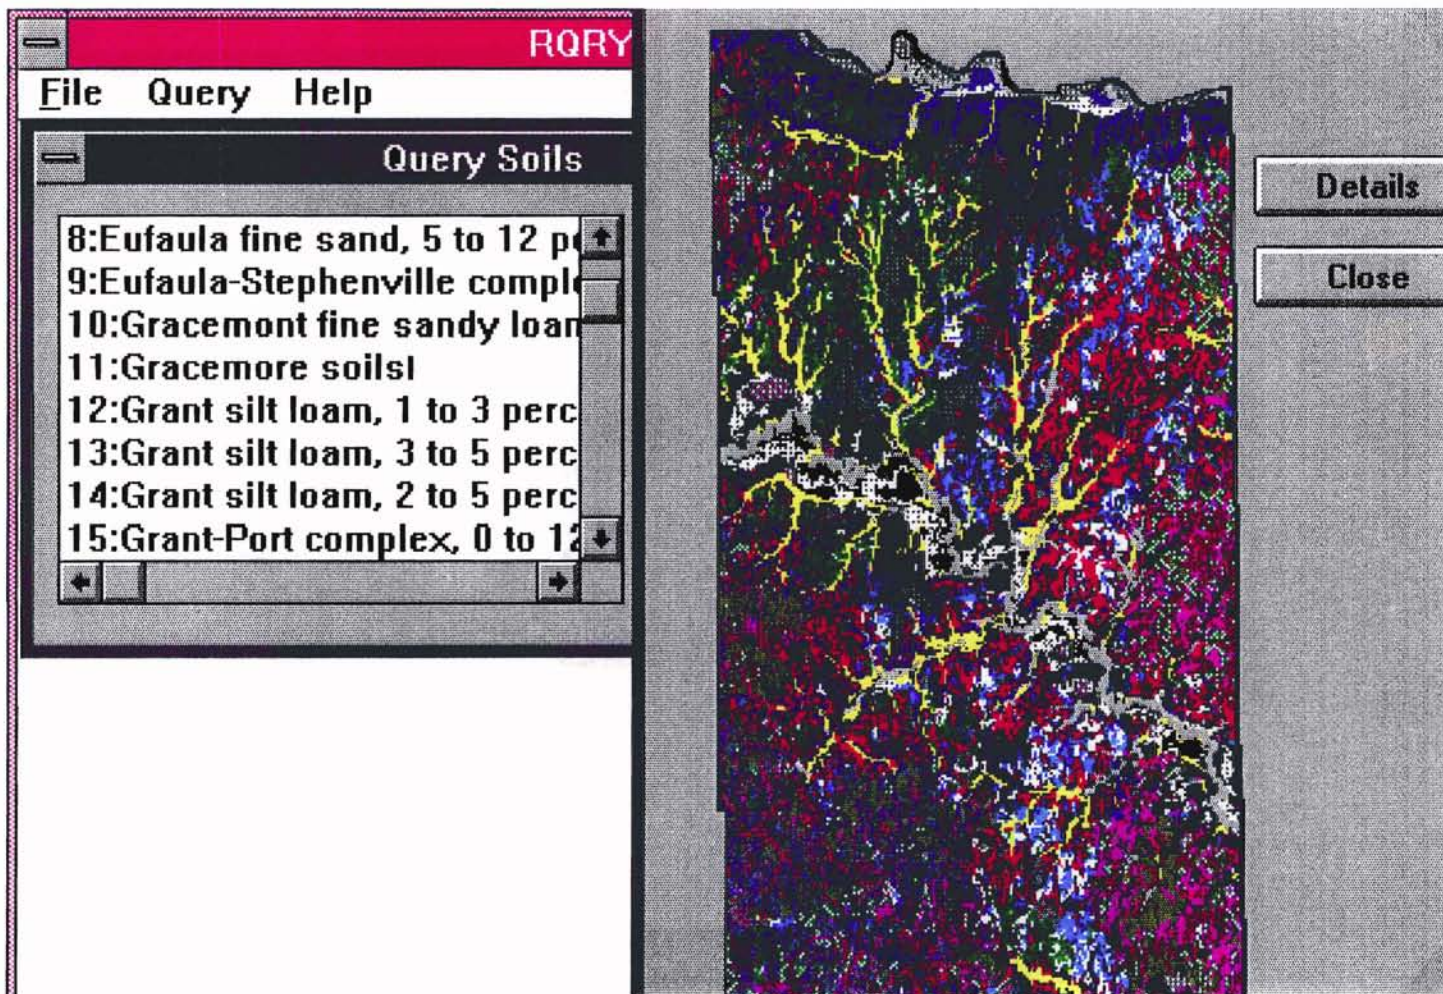 RQRY
File Query Help
Query Soils
8:Eufaula fine sand, 5 to 12 p
9:Eufaula-Stephenville compl
10:Gracemont fine sandy loan
11:Gracemore soilsl
12:Grant silt loam, 1 to 3 perc
13:Grant silt loam, 3 to 5 perc
14:Grant silt loam, 2 to 5 perc
15:Grant-Port complex, 0 to 12
Details
Close